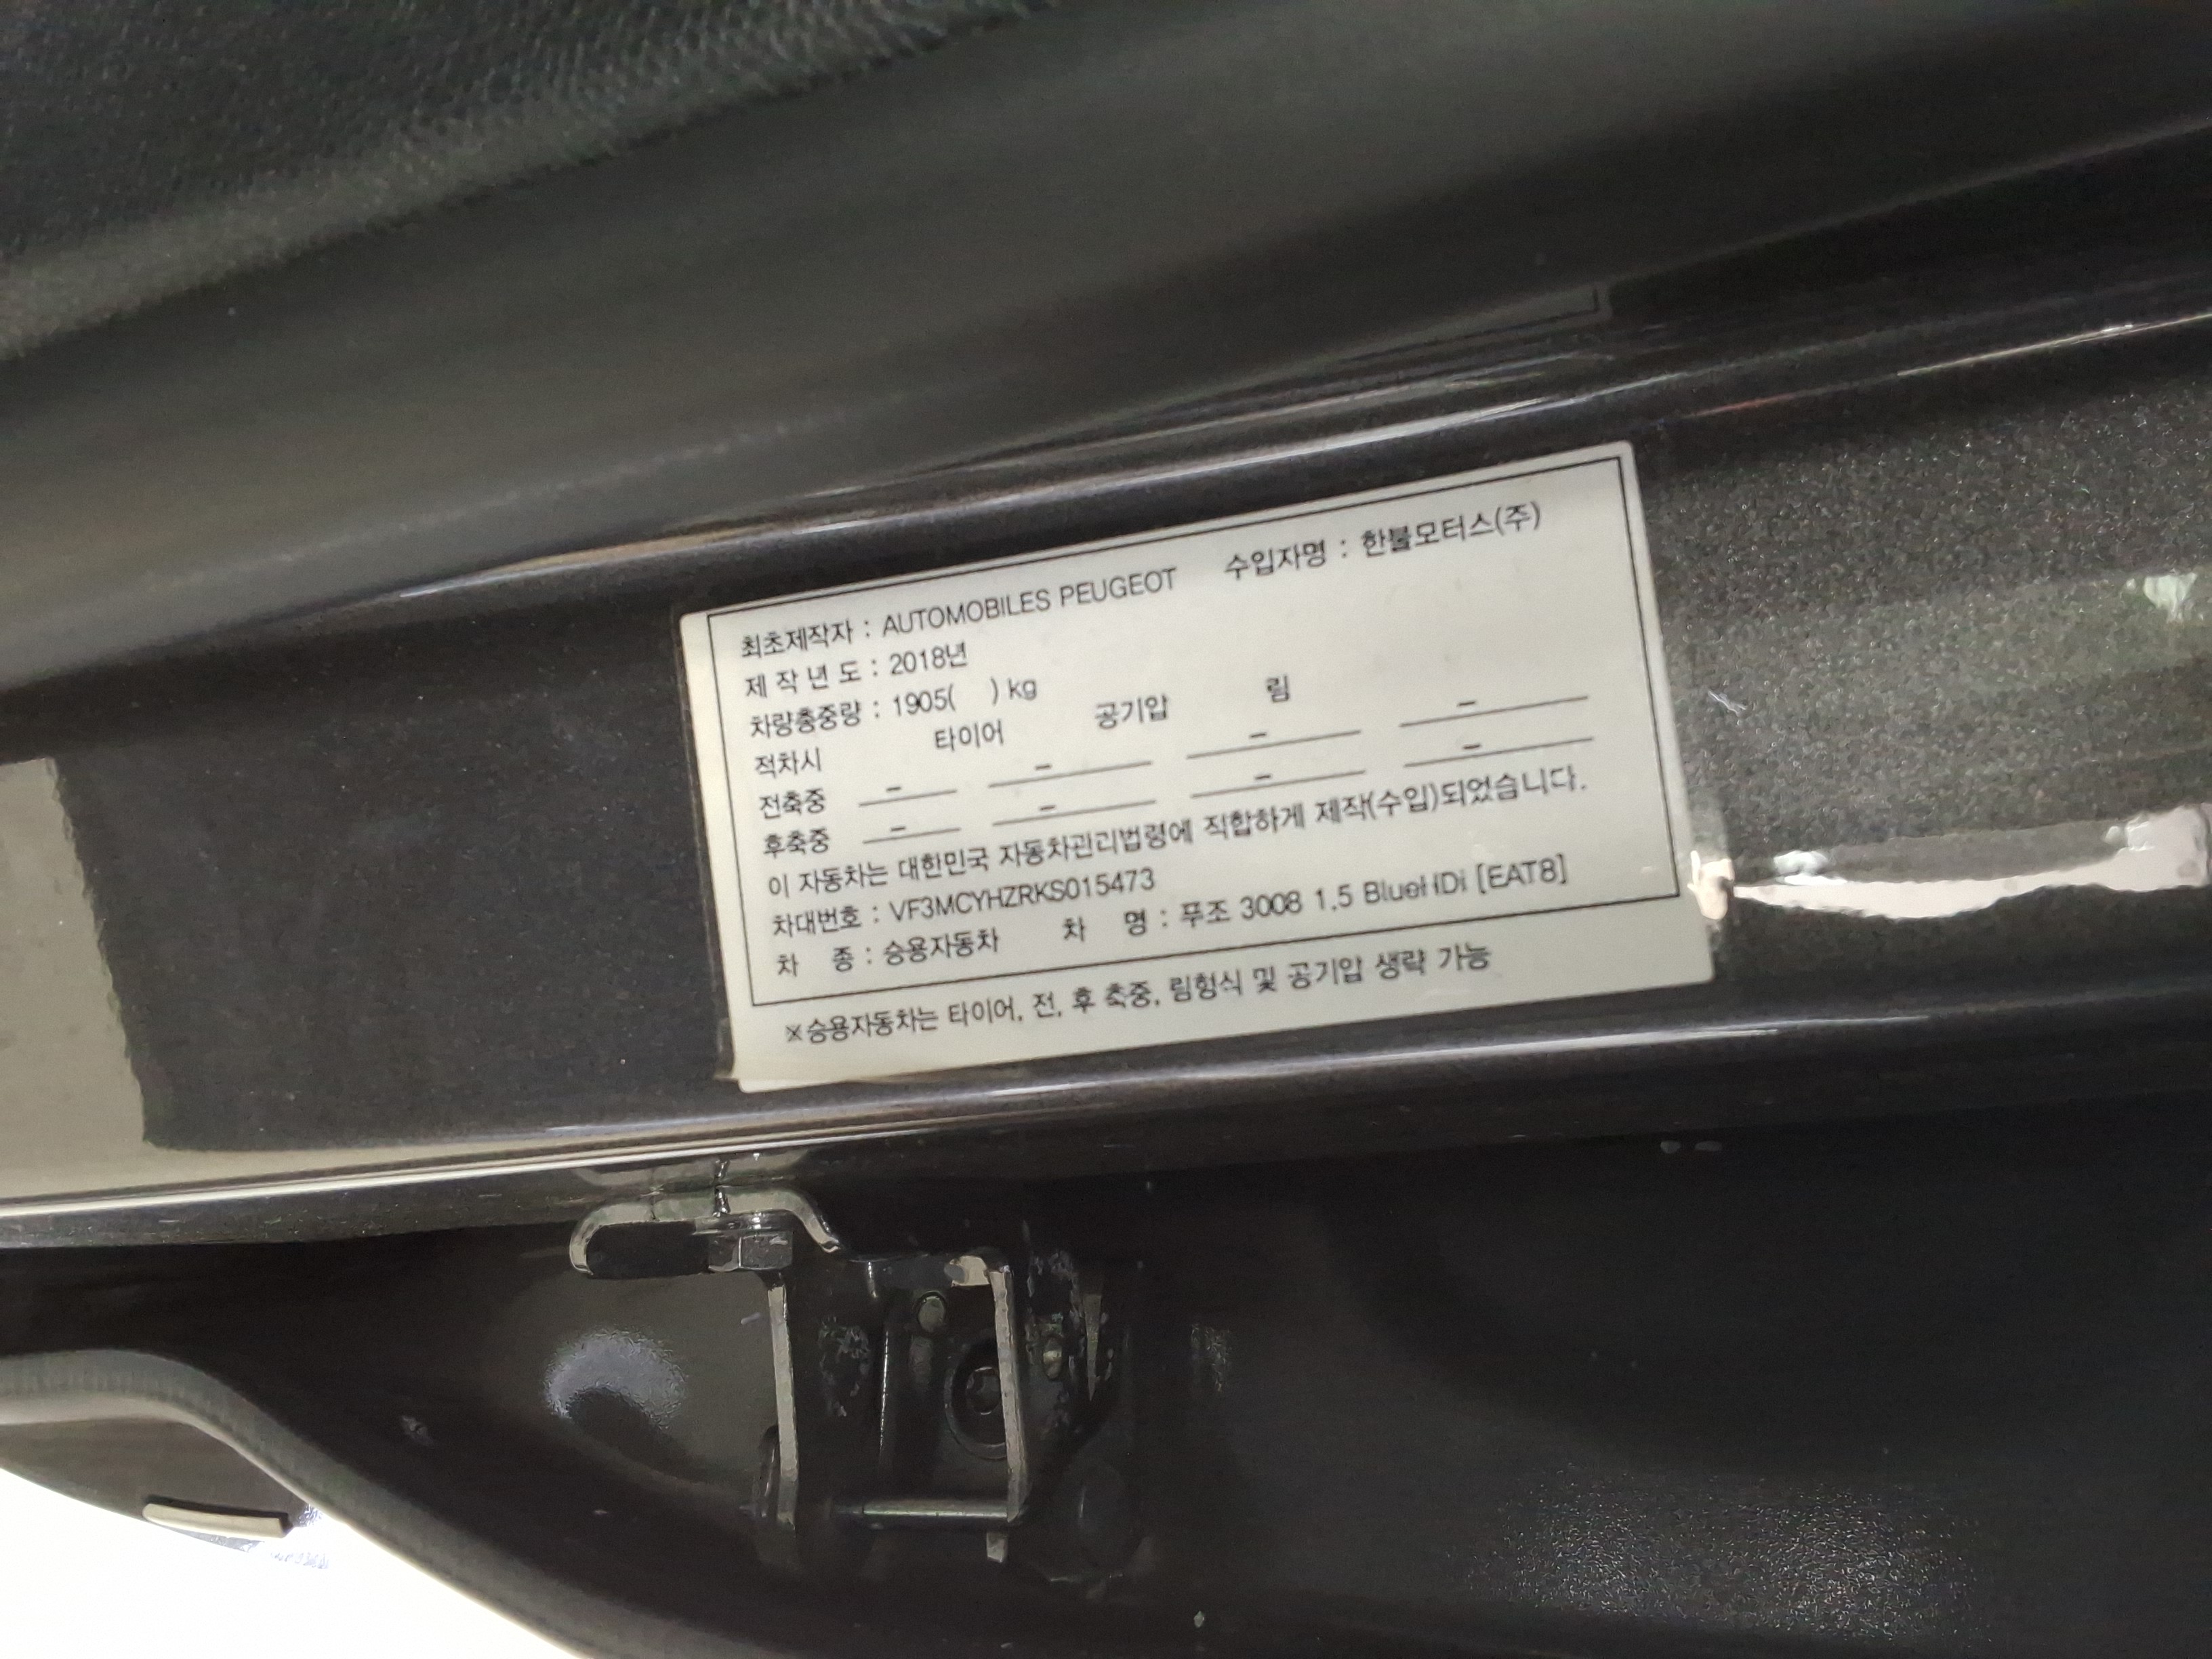 최초제작자 : AUTOMOBILES PEUGEOT 수입자명 : 한불모터스(주)
제 작 년 도 : 2018년
차량총중량 : 1905( ) kg
적차시 타이어 공기압 림
전축중 - - - -
후축중 - - - -
이 자동차는 대한민국 자동차관리법령에 적합하게 제작(수입)되었습니다.
차대번호 : VF3MCYHZRKS015473
차 종 : 승용자동차 차 명 : 푸조 3008 1.5 BlueHDi [EAT8]
※승용자동차는 타이어, 전, 후 축중, 림형식 및 공기압 생략 가능